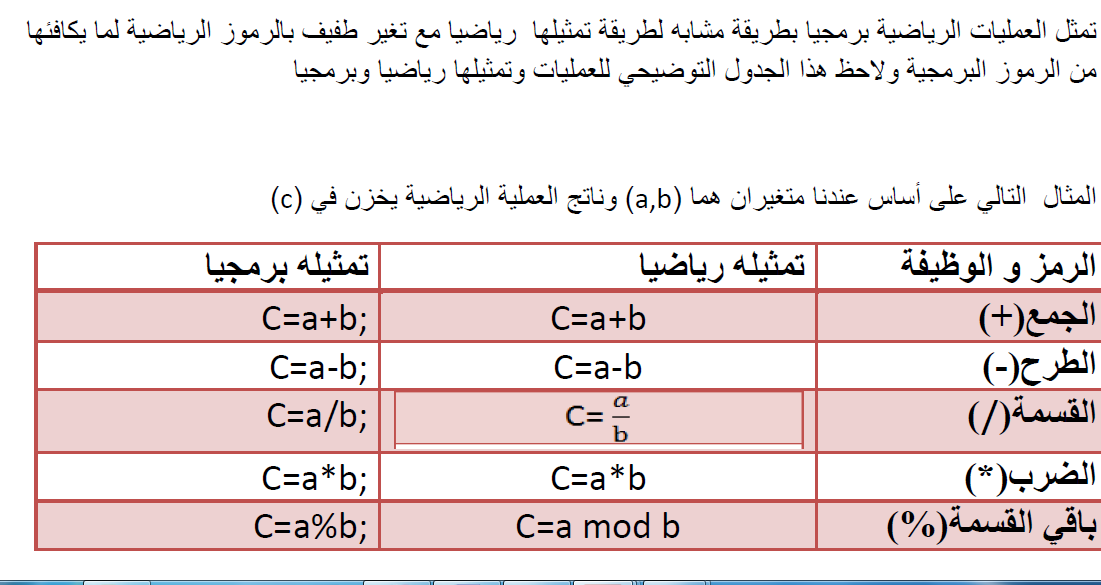 تمثل العمليات الرياضية برمجيا بطريقة مشابه لطريقة تمثيلها رياضيا مع تغير طفيف بالرموز الرياضية لما يكافئها
من الرموز البرمجية ولاحظ هذا الجدول التوضيحي للعمليات وتمثيلها رياضيا وبرمجيا
المثال التالي على أساس عندنا متغيران هما (a,b) وناتج العملية الرياضية يخزن في (c)
الرمز و الوظيفة تمثيله رياضيا تمثيله برمجيا
الجمع(+) C=a+b C=a+b;
الطرح(-) C=a-b C=a-b;
القسمة(/) C= a/b C=a/b;
الضرب(*) C=a*b C=a*b;
باقي القسمة(%) C=a mod b C=a%b;